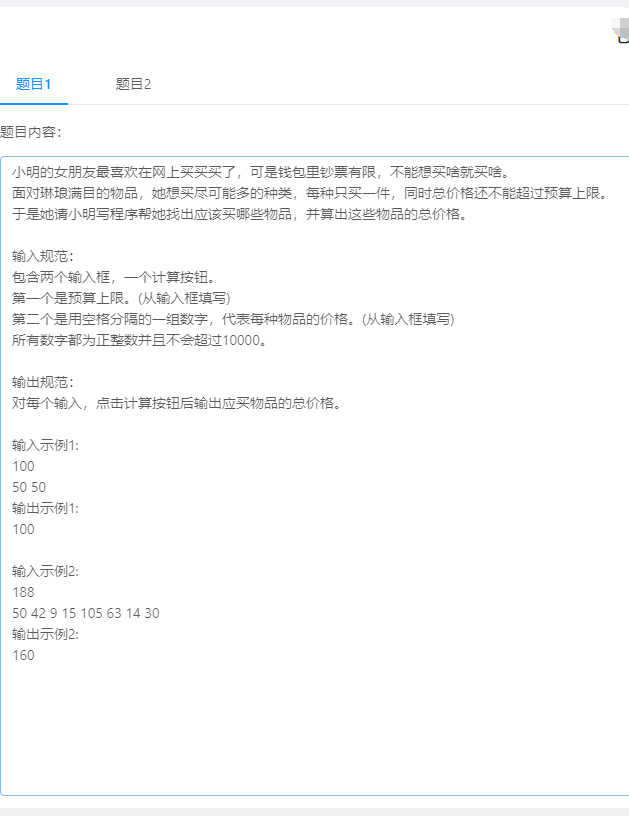 题目1
题目2
题目内容：
小明的女朋友最喜欢在网上买买买了，可是钱包里钞票有限，不能想买啥就买啥。
面对琳琅满目的物品，她想买尽可能多的种类，每种只买一件，同时总价格还不能超过预算上限。
于是她请小明写程序帮她找出应该买哪些物品，并算出这些物品的总价格。
输入规范：
包含两个输入框，一个计算按钮。
第一个是预算上限。(从输入框填写)
第二个是用空格分隔的一组数字，代表每种物品的价格。(从输入框填写)
所有数字都为正整数并且不会超过10000。
输出规范：
对每个输入，点击计算按钮后输出应买物品的总价格。
输入示例1:
100
50 50
输出示例1:
100
输入示例2:
188
50 42 9 15 105 63 14 30
输出示例2:
160